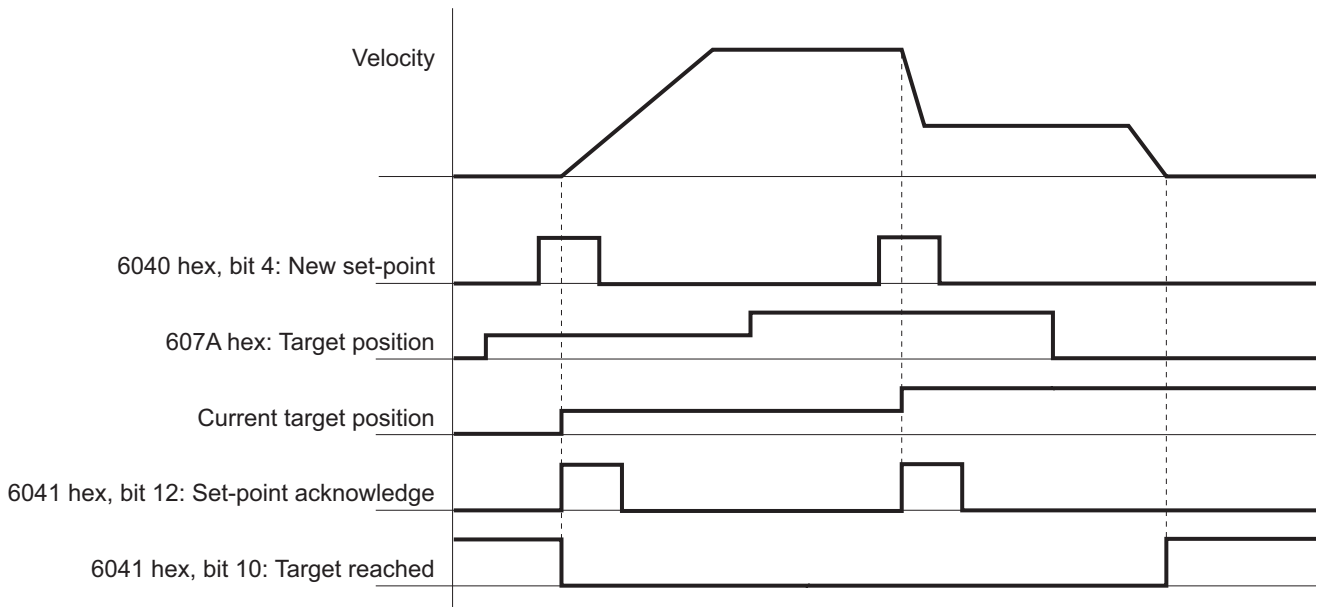 Velocity
6040 hex, bit 4: New set-point
607A hex: Target position
Current target position
6041 hex, bit 12: Set-point acknowledge
6041 hex, bit 10: Target reached